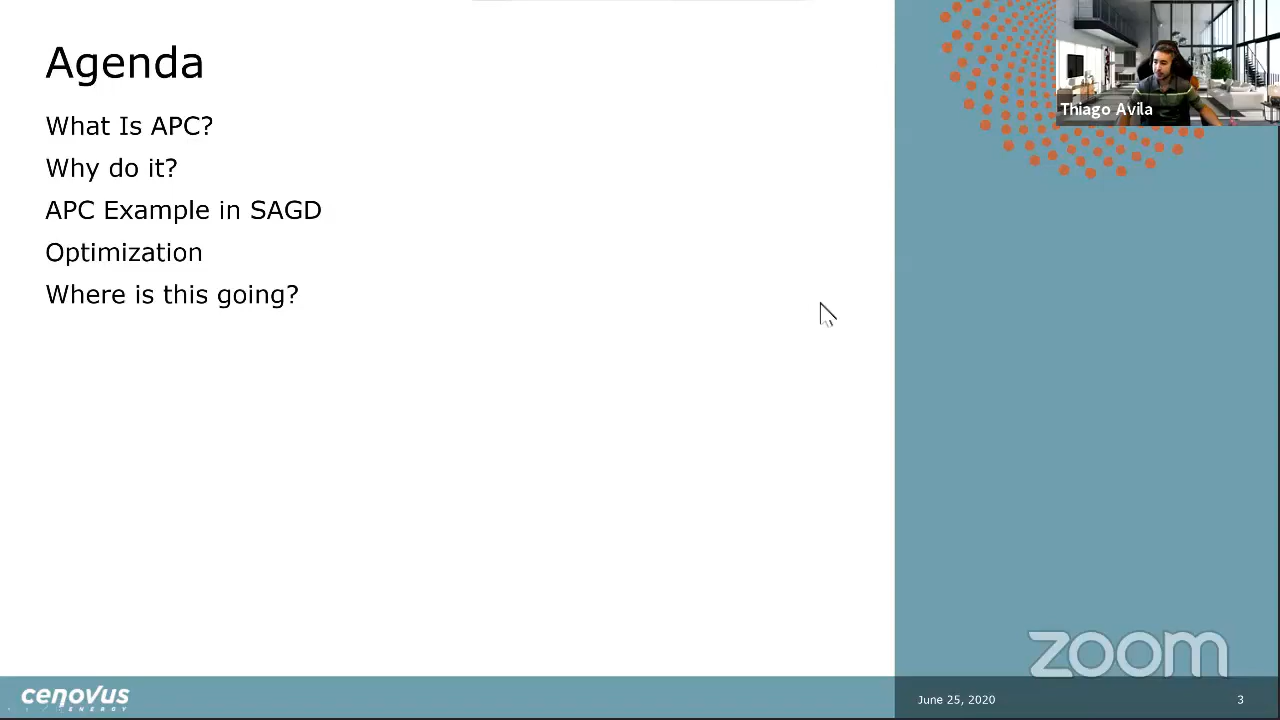 Agenda
What Is APC?
Why do it?
APC Example in SAGD
Optimization
Where is this going?
Thiago Avila
zoom
cenovus
ENERGY
June 25, 2020
3